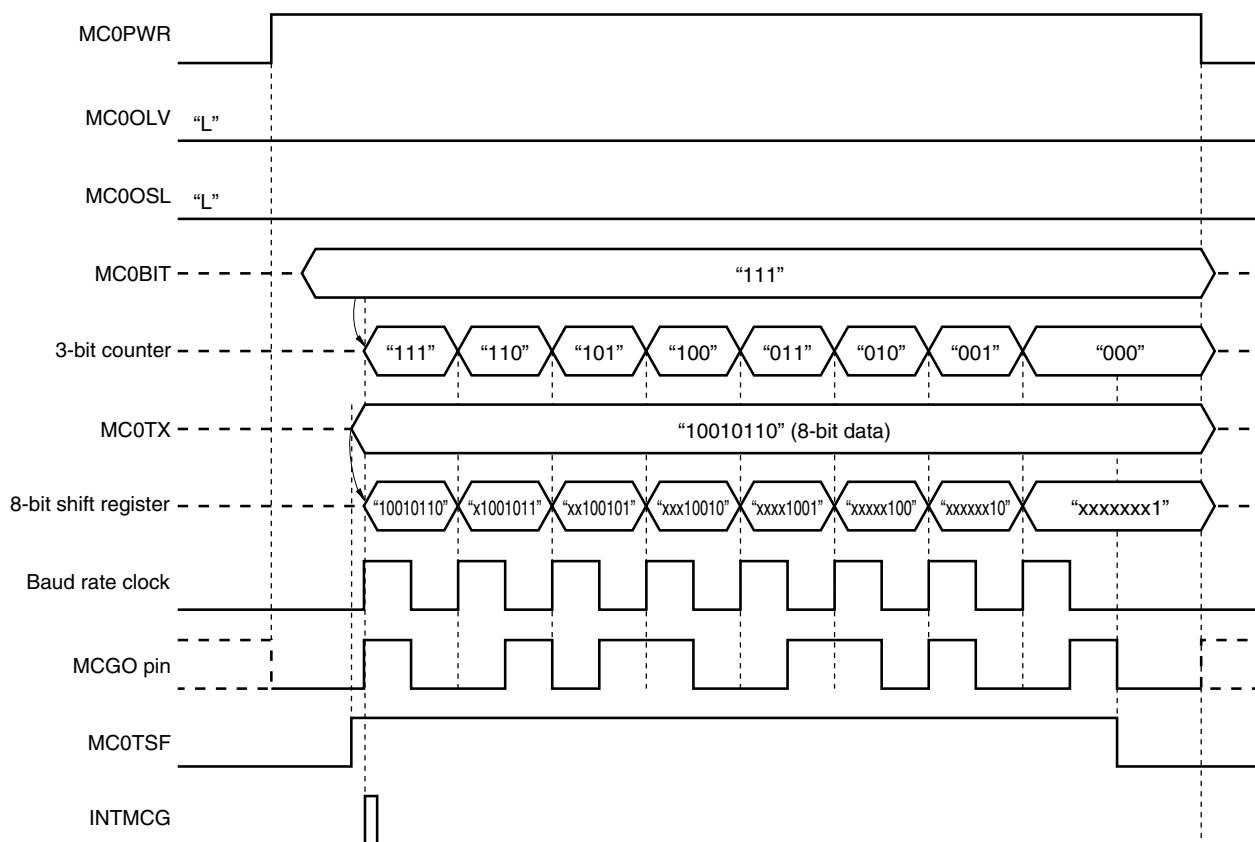 MC0PWR
MC0OLV “L”
MC0OSL “L”
MC0BIT “111”
3-bit counter “111” “110” “101” “100” “011” “010” “001” “000”
MC0TX “10010110” (8-bit data)
8-bit shift register “10010110” “x1001011” “xx100101” “xxx10010” “xxxx1001” “xxxxx100” “xxxxxx10” “xxxxxxx1”
Baud rate clock
MCGO pin
MC0TSF
INTMCG